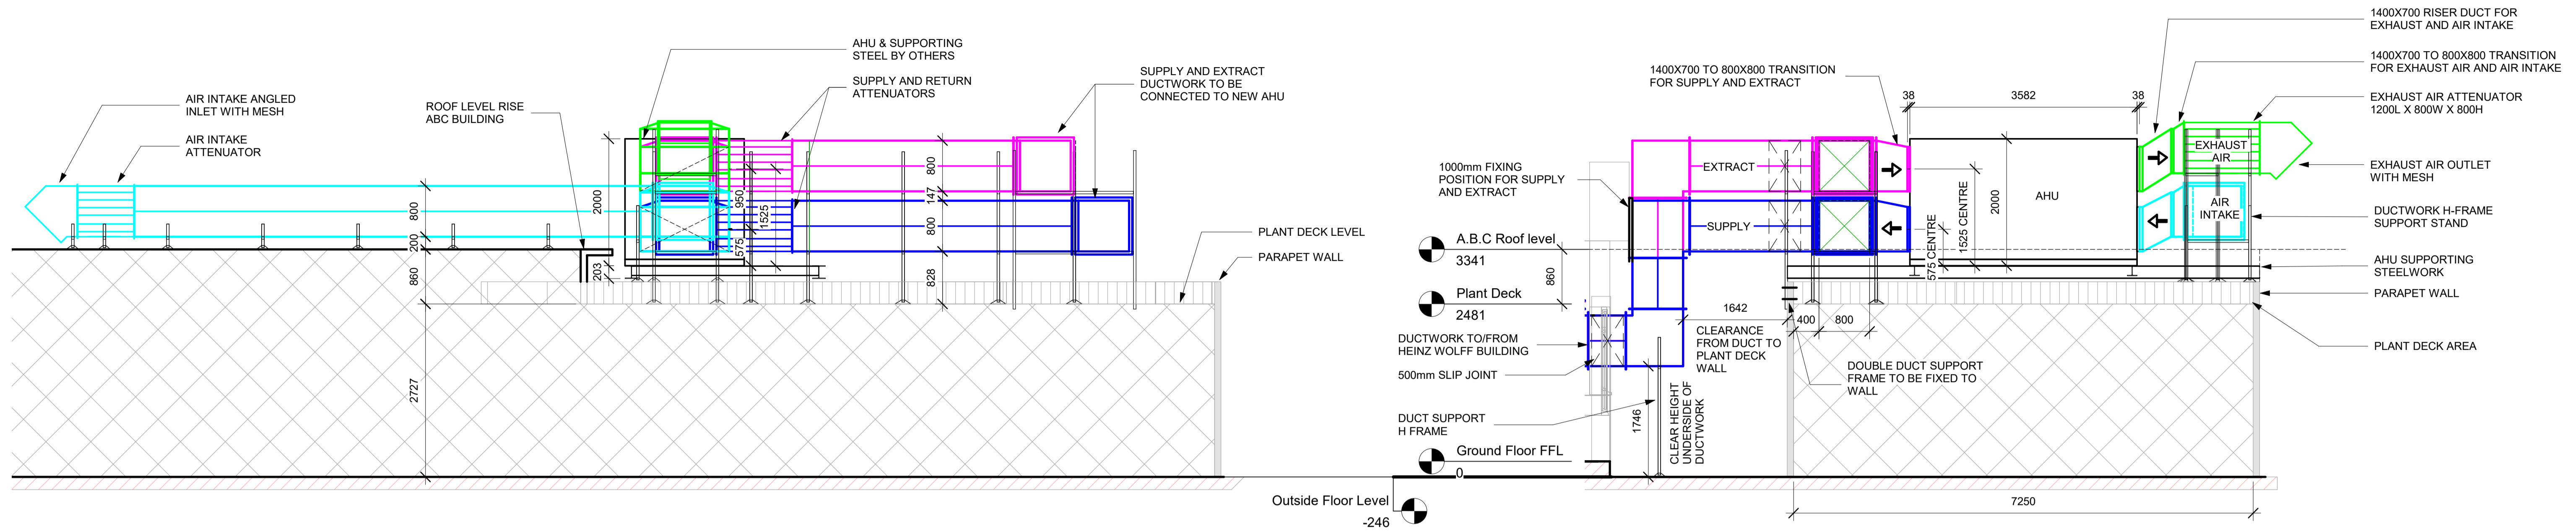 AIR INTAKE ANGLED
INLET WITH MESH
AIR INTAKE
ATTENUATOR
ROOF LEVEL RISE
ABC BUILDING
AHU & SUPPORTING
STEEL BY OTHERS
SUPPLY AND RETURN
ATTENUATORS
SUPPLY AND EXTRACT
DUCTWORK TO BE
CONNECTED TO NEW AHU
PLANT DECK LEVEL
PARAPET WALL
800
200
860
2727
2000
203
950
1525
575
800
147
800
828
1000mm FIXING
POSITION FOR SUPPLY
AND EXTRACT
A.B.C Roof level
3341
860
Plant Deck
2481
DUCTWORK TO/FROM
HEINZ WOLFF BUILDING
500mm SLIP JOINT
DUCT SUPPORT
H FRAME
Ground Floor FFL
0
Outside Floor Level
-246
1400X700 TO 800X800 TRANSITION
FOR SUPPLY AND EXTRACT
EXTRACT
SUPPLY
1642
400
800
CLEARANCE
FROM DUCT TO
PLANT DECK
WALL
1746
CLEAR HEIGHT
UNDERSIDE OF
DUCTWORK
DOUBLE DUCT SUPPORT
FRAME TO BE FIXED TO
WALL
38
3582
38
575 CENTRE
1525 CENTRE
2000
AHU
EXHAUST
AIR
AIR
INTAKE
7250
1400X700 RISER DUCT FOR
EXHAUST AND AIR INTAKE
1400X700 TO 800X800 TRANSITION
FOR EXHAUST AIR AND AIR INTAKE
EXHAUST AIR ATTENUATOR
1200L X 800W X 800H
EXHAUST AIR OUTLET
WITH MESH
DUCTWORK H-FRAME
SUPPORT STAND
AHU SUPPORTING
STEELWORK
PARAPET WALL
PLANT DECK AREA